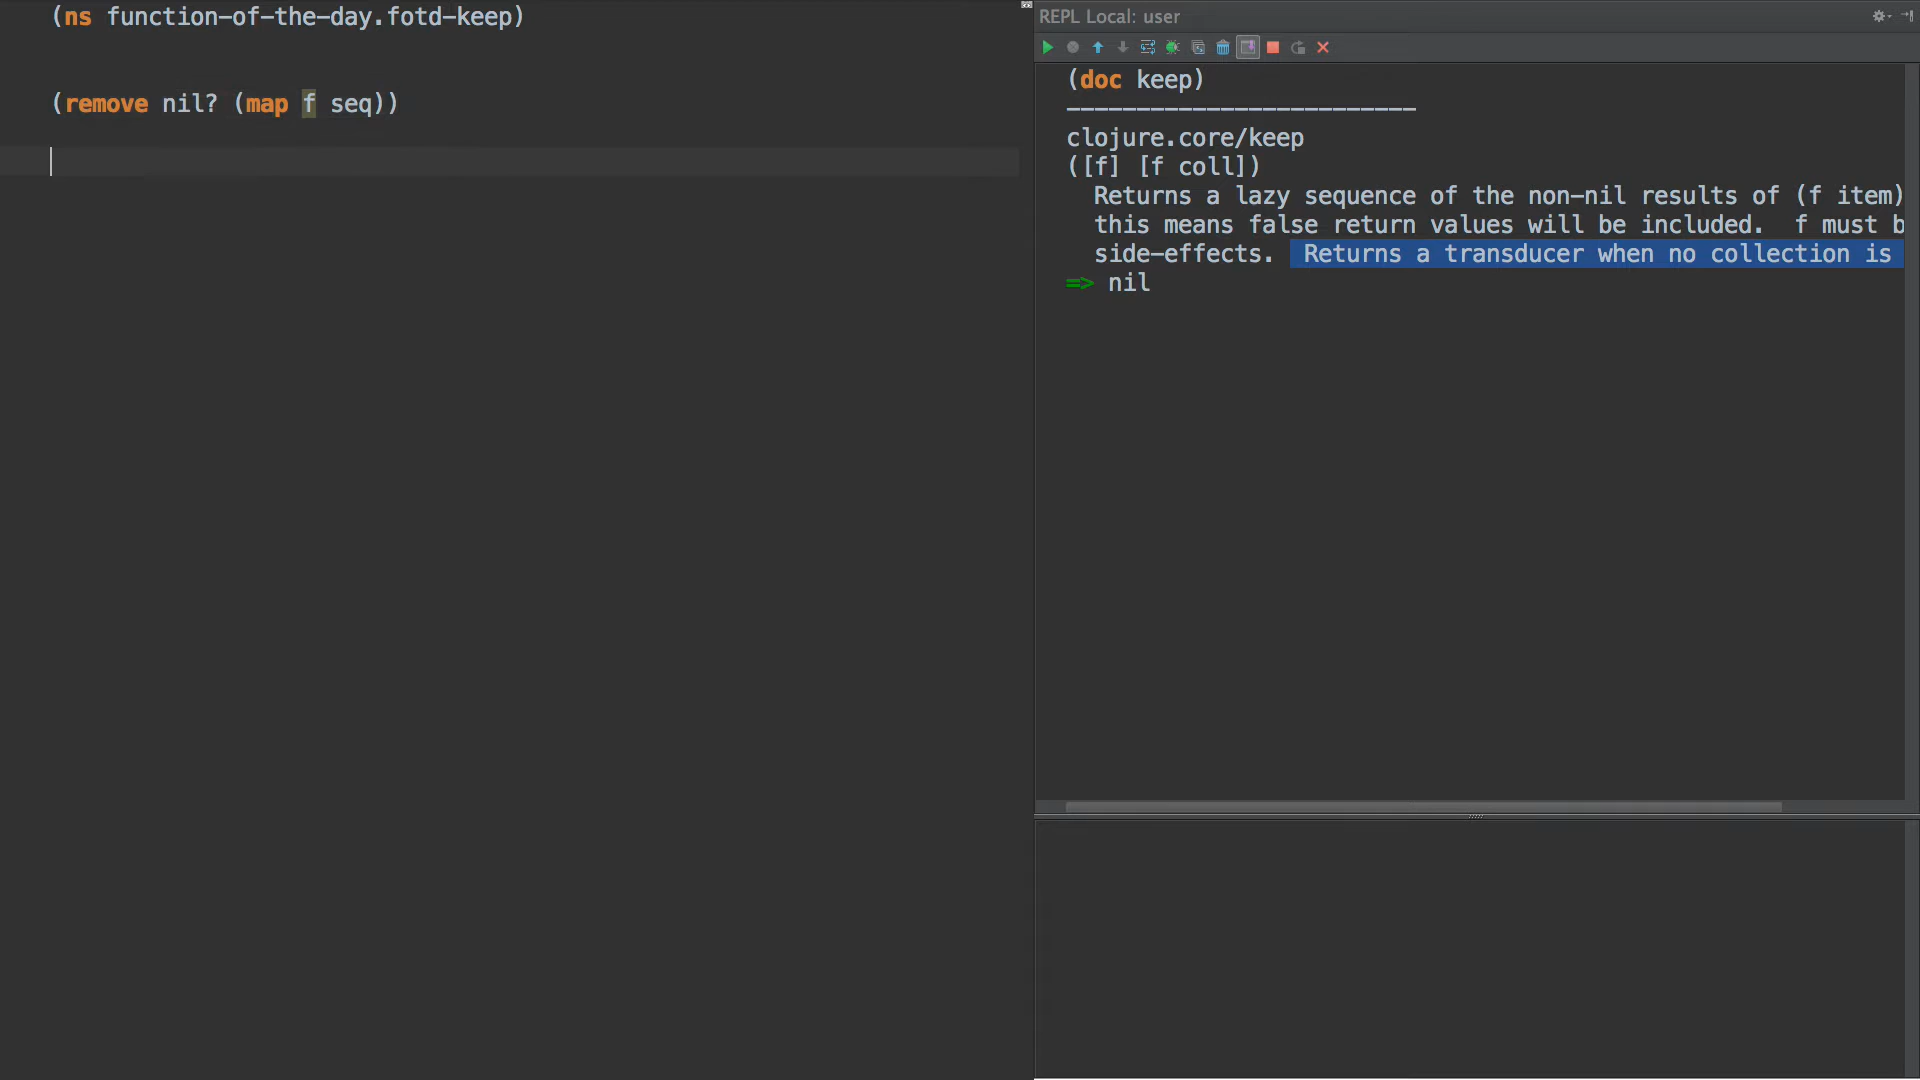 (ns function-of-the-day.fotd-keep)
(remove nil? (map f seq))
REPL Local: user
(doc keep)
-------------------------
clojure.core/keep
([f] [f coll])
Returns a lazy sequence of the non-nil results of (f item)
this means false return values will be included.  f must b
side-effects.  Returns a transducer when no collection is
=> nil